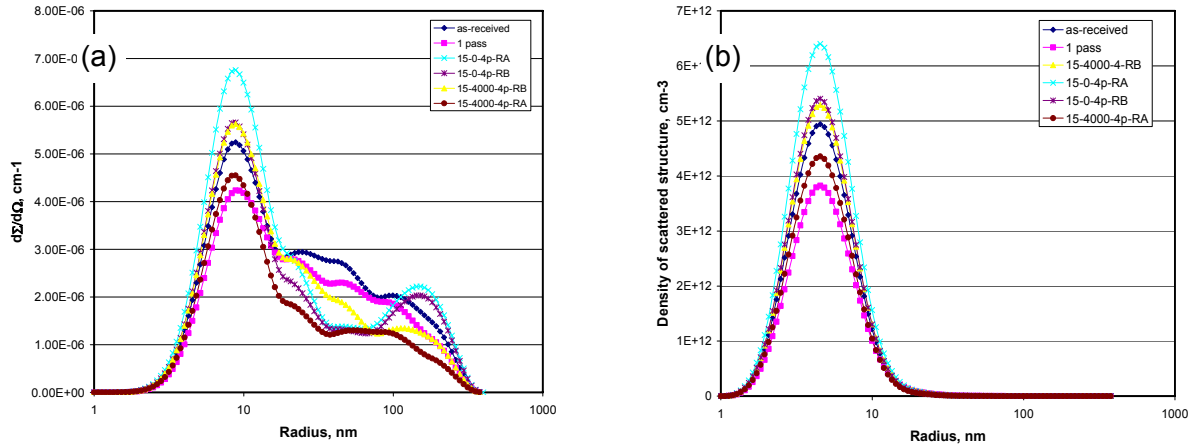 (a)
8.00E-06
7.00E-06
6.00E-06
5.00E-06
4.00E-06
3.00E-06
2.00E-06
1.00E-06
0.00E+00
1
10
100
1000
Radius, nm
dΣ/dΩ, cm-1
as-received
1 pass
15-0-4p-RA
15-0-4p-RB
15-4000-4p-RB
15-4000-4p-RA
(b)
7E+12
6E+12
5E+12
4E+12
3E+12
2E+12
1E+12
0
1
10
100
1000
Radius, nm
Density of scattered structure, cm-3
as-received
1 pass
15-4000-4-RB
15-0-4p-RA
15-0-4p-RB
15-4000-4p-RA